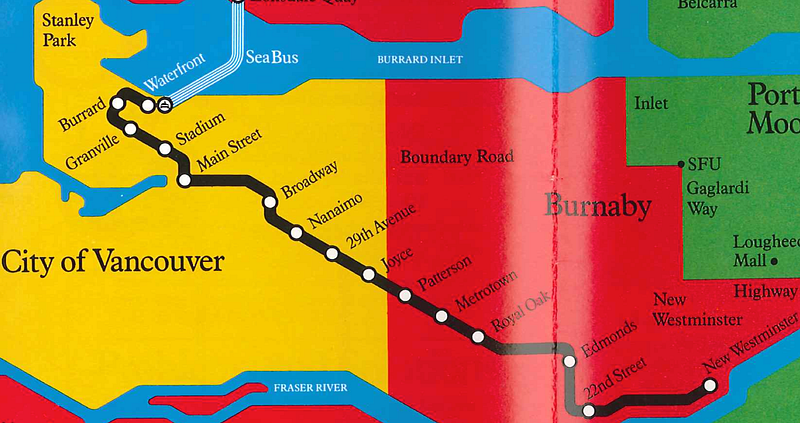 Lonsdale Quay
Belcarra
Stanley
Park
Waterfront
SeaBus
BURRARD INLET
Burrard
Granville
Stadium
Main Street
Inlet
Port
Boundary Road
SFU
Gaglardi
Way
Broadway
Nanaimo
29th Avenue
Burnaby
City of Vancouver
Joyce
Patterson
Metrotown
Royal Oak
Mall
Highway
New
Westminster
Edmonds
22nd Street
New Westminster
FRASER RIVER